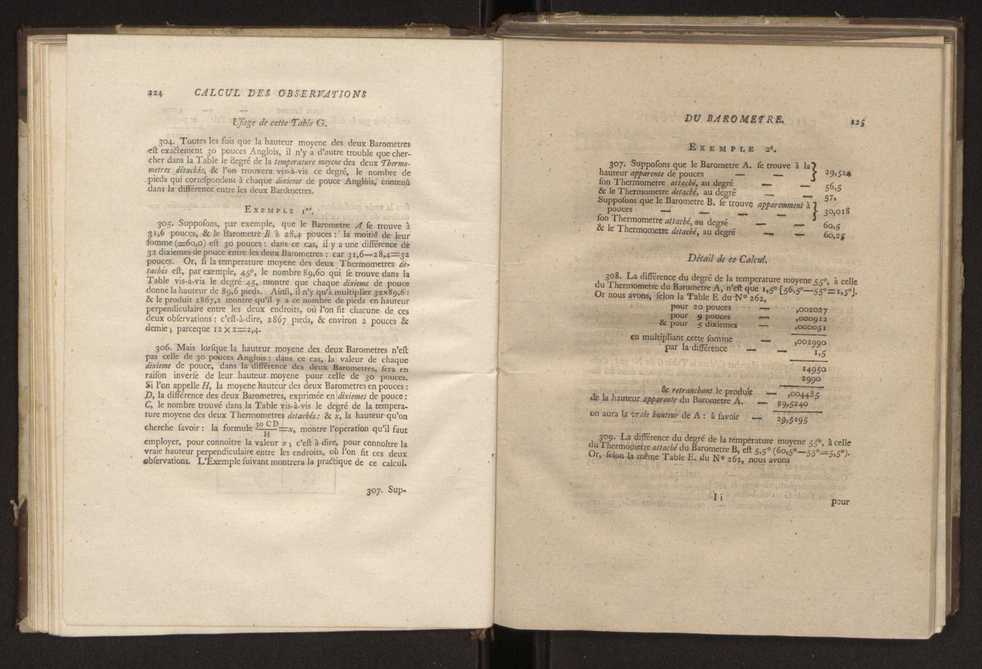 224 CALCUL DES OBSERVATIONS
Usage de cette Table G.
304. Toutes les fois que la hauteur moyene des deux Barometres
est exactement 30 pouces Anglois, il n'y a d'autre trouble que cher-
cher dans la Table le degré de la temperature moyene des deux Thermo-
metres détachés, & l'on trouvera vis-à-vis ce degré, le nombre de
pieds qui correspondent à chaque dixieme de pouce Anglois, contenu
dans la différence entre les deux Barometres.
EXEMPLE 1er.
305. Supposons, par exemple, que le Barometre A se trouve à
31,6 pouces, & le Barometre B à 28,4 pouces: la moitié de leur
somme (=60,0) est 30 pouces: dans ce cas, il y a une différence de
32 dixiemes de pouce entre les deux Barometres: car 31,6—28,4=32
pouces. Or, si la temperature moyene des deux Thermometres dé-
tachés est, par exemple, 45°, le nombre 89,60 qui se trouve dans la
Table vis-à-vis le degré 45, montre que chaque dixieme de pouce
donne la hauteur de 89,6 pieds. Ainsi, il n'y qu'à multiplier 32x89,6:
& le produit 2867,2 montre qu'il y a ce nombre de pieds en hauteur
perpendiculaire entre les deux endroits, où l'on fit chacune de ces
deux observations: c'est-à-dire, 2867 pieds, & environ 2 pouces &
demie; parceque 12 x 2=2,4.
306. Mais lorsque la hauteur moyene des deux Barometres n'est
pas celle de 30 pouces Anglois: dans ce cas, la valeur de chaque
dixieme de pouce, dans la différence des deux Barometres, sera en
raison inverse de leur hauteur moyene pour celle de 30 pouces.
Si l'on appelle H, la moyene hauteur des deux Barometres en pouces:
D, la différence des deux Barometres, exprimée en dixiemes de pouce:
C, le nombre trouvé dans la Table vis-à-vis le degré de la tempera-
ture moyene des deux Thermometres detachés: & x, la hauteur qu'on
cherche savoir: la formule 30 CD/H=x, montre l'operation qu'il faut
employer, pour connoitre la valeur x; c'est à-dire, pour connoitre la
vraie hauteur perpendiculaire entre les endroits, où l'on fit ces deux
observations. L'Exemple suivant montrera la practique de ce calcul.
307. Sup-
DU BAROMETRE. 225
EXEMPLE 2d.
307. Supposons que le Barometre A. se trouve à la
hauteur apparente de pouces — — } 29,524
son Thermometre attaché, au degré — — 56,5
& le Thermometre detaché, au degré — 57,
Supposons que le Barometre B. se trouve apparemment à
pouces — — — — } 30,018
son Thermometre attaché, au degré — — 60,5
& le Thermometre detaché, au degré — — 60,25
Détail de ce Calcul.
308. La différence du degré de la temperature moyene 55°, à celle
du Thermometre du Barometre A, n'est que 1,5° [56,5°—55°=1,5°].
Or nous avons, selon la Table E du N° 262,
pour 20 pouces — ,002027
pour 9 pouces — ,000912
& pour 5 dixiemes — ,000051
en multipliant cette somme — ,002990
par la différence — — 1,5
14950
2990
& retranchant le produit — ,004485
de la hauteur apparente du Barometre A. — 29,5240
on aura la vraie hauteur de A: à savoir — 29,5195
309. La différence du degré de la température moyene 55°, à celle
du Thermometre attaché du Barometre B, est 5,5° (60,5°—55°=5,5°).
Or, selon la même Table E. du N° 262, nous avons
I i
pour